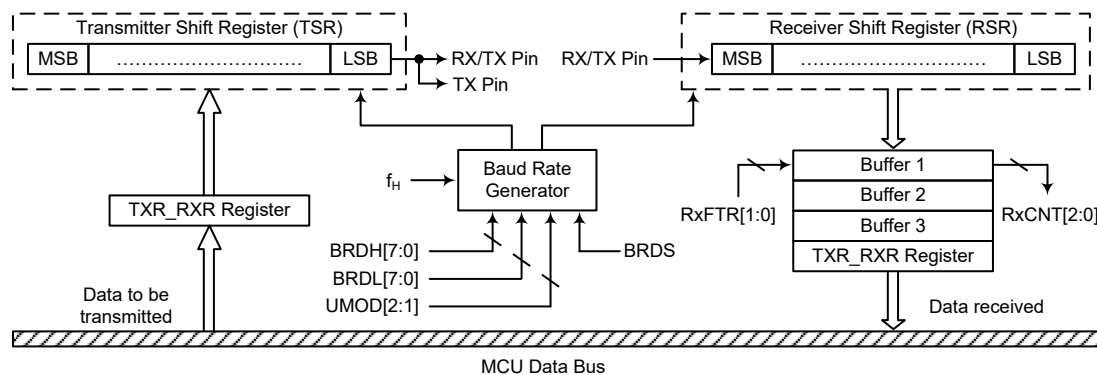 Transmitter Shift Register (TSR)
MSB
..............................
LSB
RX/TX Pin
TX Pin
RX/TX Pin
Receiver Shift Register (RSR)
MSB
..............................
LSB
Baud Rate
Generator
fH
BRDH[7:0]
BRDL[7:0]
UMOD[2:1]
BRDS
TXR_RXR Register
Data to be
transmitted
Buffer 1
Buffer 2
Buffer 3
TXR_RXR Register
RxFTR[1:0]
RxCNT[2:0]
Data received
MCU Data Bus